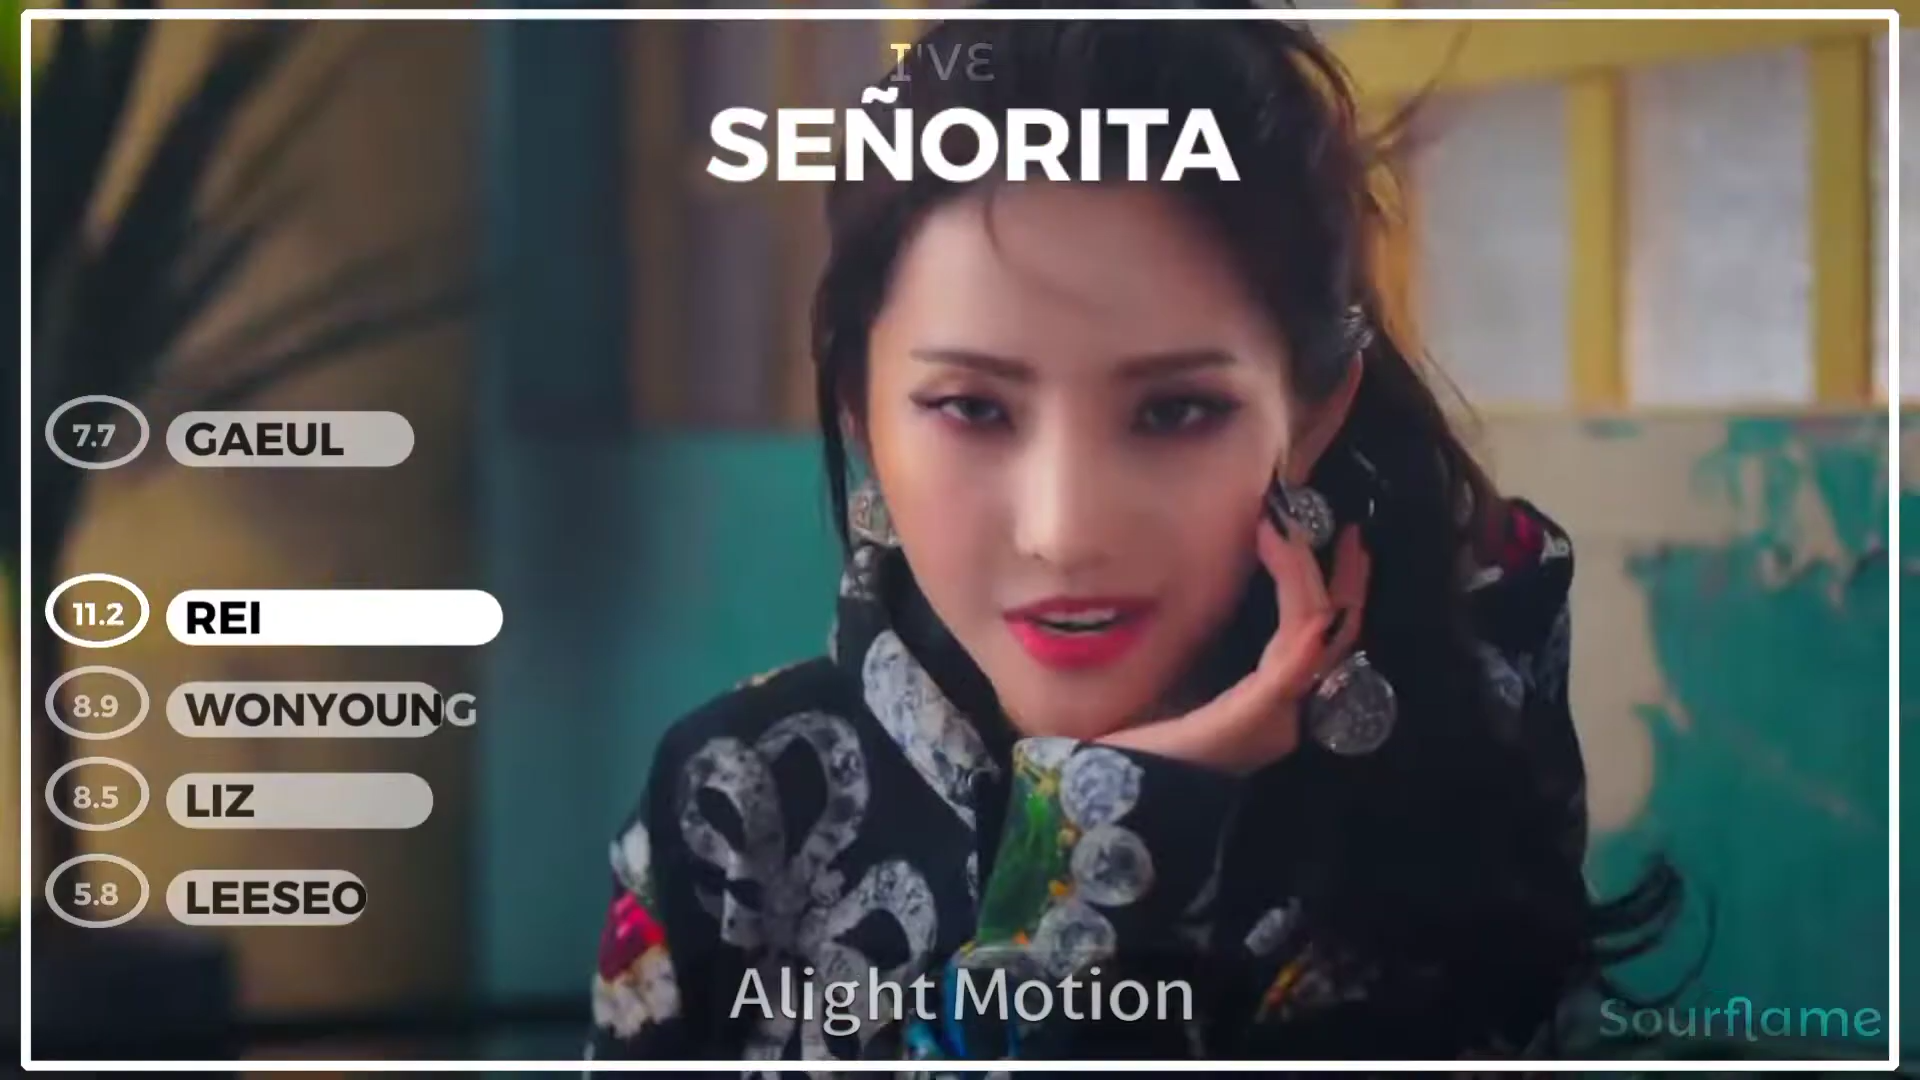 I'VE
SEÑORITA
7.7 GAEUL
11.2 REI
8.9 WONYOUNG
8.5 LIZ
5.8 LEESEO
Alight Motion
Sourflame